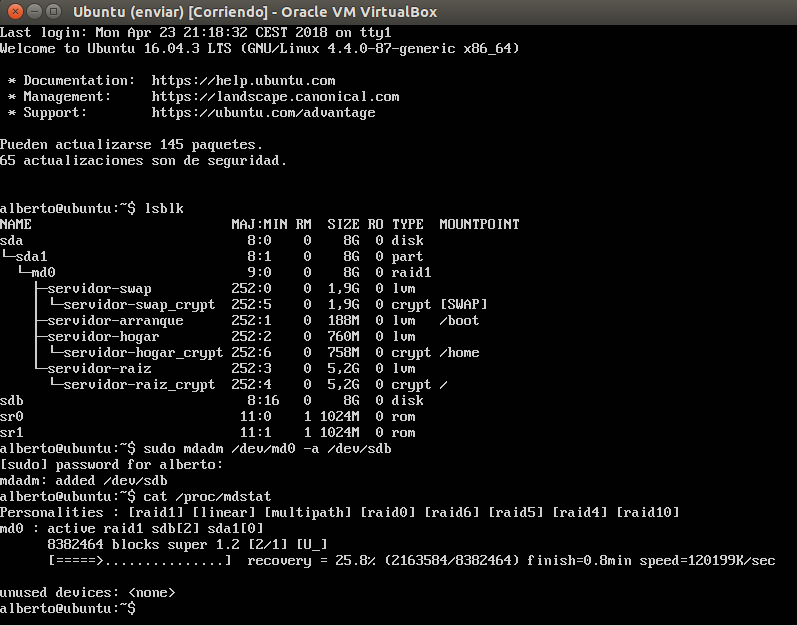 Ubuntu (enviar) [Corriendo] - Oracle VM VirtualBox
Last login: Mon Apr 23 21:18:32 CEST 2018 on tty1
Welcome to Ubuntu 16.04.3 LTS (GNU/Linux 4.4.0-87-generic x86_64)
* Documentation:  https://help.ubuntu.com
* Management:     https://landscape.canonical.com
* Support:        https://ubuntu.com/advantage
Pueden actualizarse 145 paquetes.
65 actualizaciones son de seguridad.
alberto@ubuntu:~$ lsblk
NAME                         MAJ:MIN RM  SIZE RO TYPE  MOUNTPOINT
sda                            8:0    0    8G  0 disk
└─sda1                         8:1    0    8G  0 part
  └─md0                        9:0    0    8G  0 raid1
    ├─servidor-swap          252:0    0  1,9G  0 lvm
    │ └─servidor-swap_crypt  252:5    0  1,9G  0 crypt [SWAP]
    ├─servidor-arranque      252:1    0  188M  0 lvm   /boot
    ├─servidor-hogar         252:2    0  760M  0 lvm
    │ └─servidor-hogar_crypt 252:6    0  758M  0 crypt /home
    └─servidor-raiz          252:3    0  5,2G  0 lvm
      └─servidor-raiz_crypt  252:4    0  5,2G  0 crypt /
sdb                            8:16   0    8G  0 disk
sr0                           11:0    1 1024M  0 rom
sr1                           11:1    1 1024M  0 rom
alberto@ubuntu:~$ sudo mdadm /dev/md0 -a /dev/sdb
[sudo] password for alberto:
mdadm: added /dev/sdb
alberto@ubuntu:~$ cat /proc/mdstat
Personalities : [raid1] [linear] [multipath] [raid0] [raid6] [raid5] [raid4] [raid10]
md0 : active raid1 sdb[2] sda1[0]
      8382464 blocks super 1.2 [2/1] [U_]
      [=====>...............]  recovery = 25.8% (2163584/8382464) finish=0.8min speed=120199K/sec
unused devices: <none>
alberto@ubuntu:~$